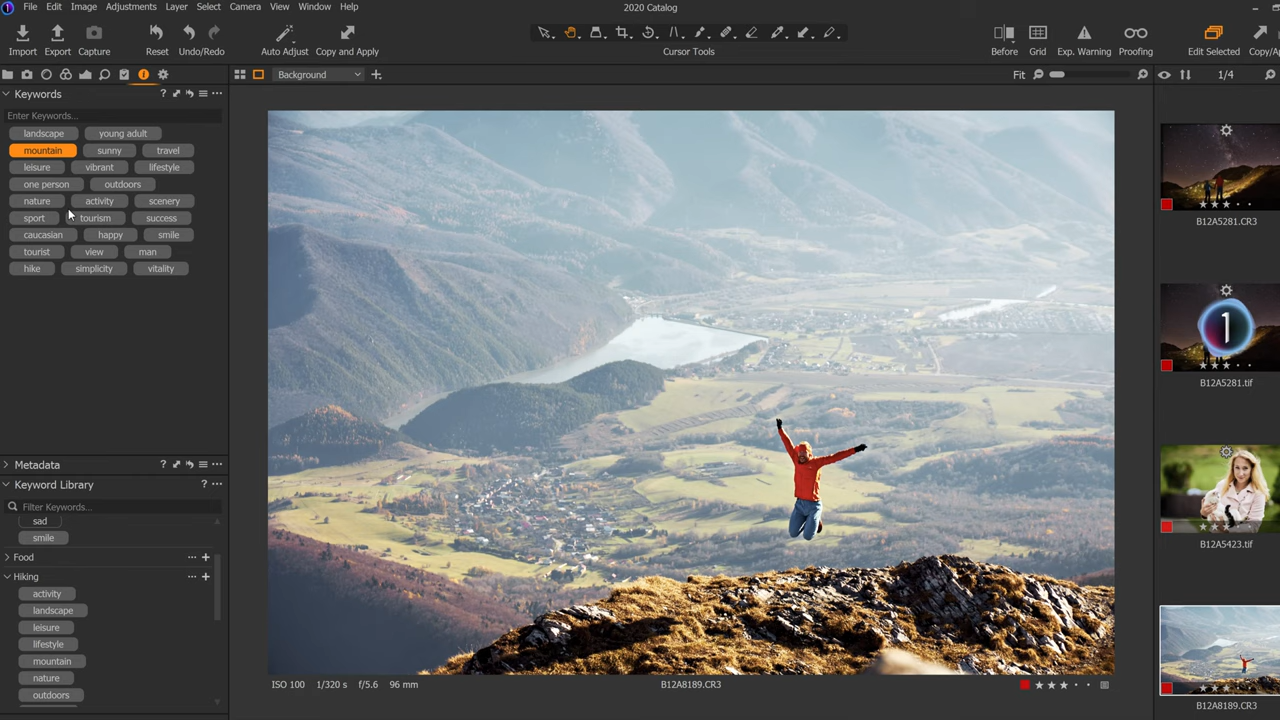 File Edit Image Adjustments Layer Select Camera View Window Help
2020 Catalog
Import Export Capture Reset Undo/Redo Auto Adjust Copy and Apply
Cursor Tools
Before Grid Exp. Warning Proofing Edit Selected
Keywords
?
Background
Fit
1/4
Enter Keywords...
landscape young adult
mountain sunny travel
leisure vibrant lifestyle
one person outdoors
nature activity scenery
sport tourism success
caucasian happy smile
tourist view man
hike simplicity vitality
Metadata
?
Keyword Library
?
Filter Keywords...
sad
smile
Food
Hiking
activity
landscape
leisure
lifestyle
mountain
nature
outdoors
ISO 100 1/320 s f/5.6 96 mm
B12A8189.CR3
B12A5281.CR3
1
B12A5281.tif
B12A5423.tif
B12A8189.CR3